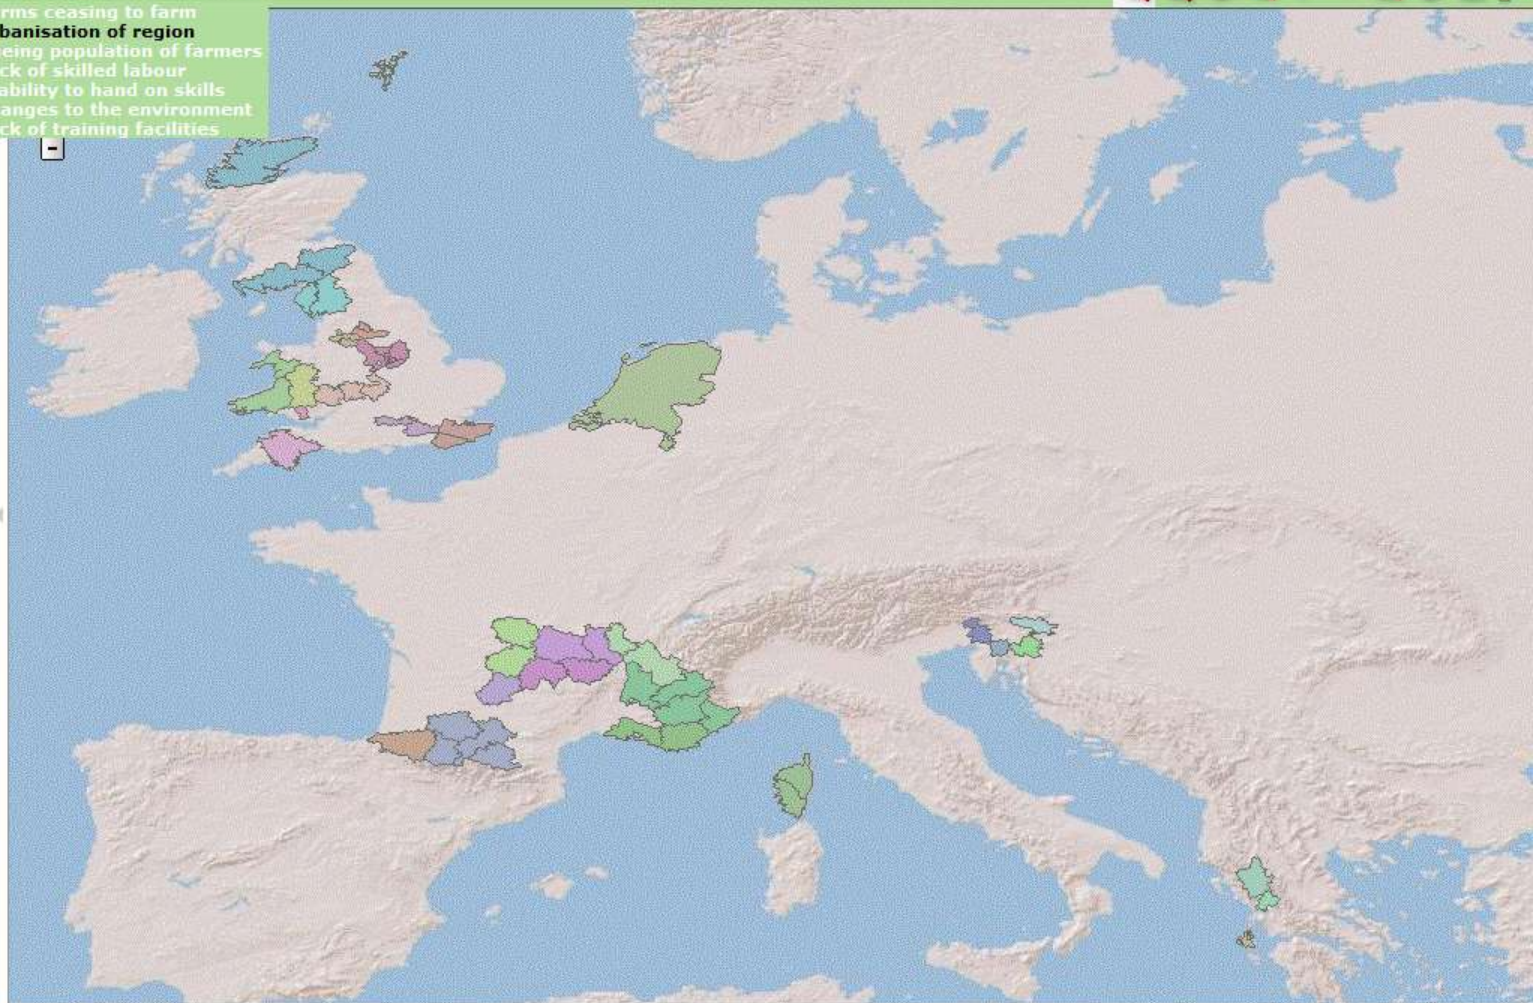 rms ceasing to farm
banisation of region
eing population of farmers
ck of skilled labour
ability to hand on skills
anges to the environment
ck of training facilities
-